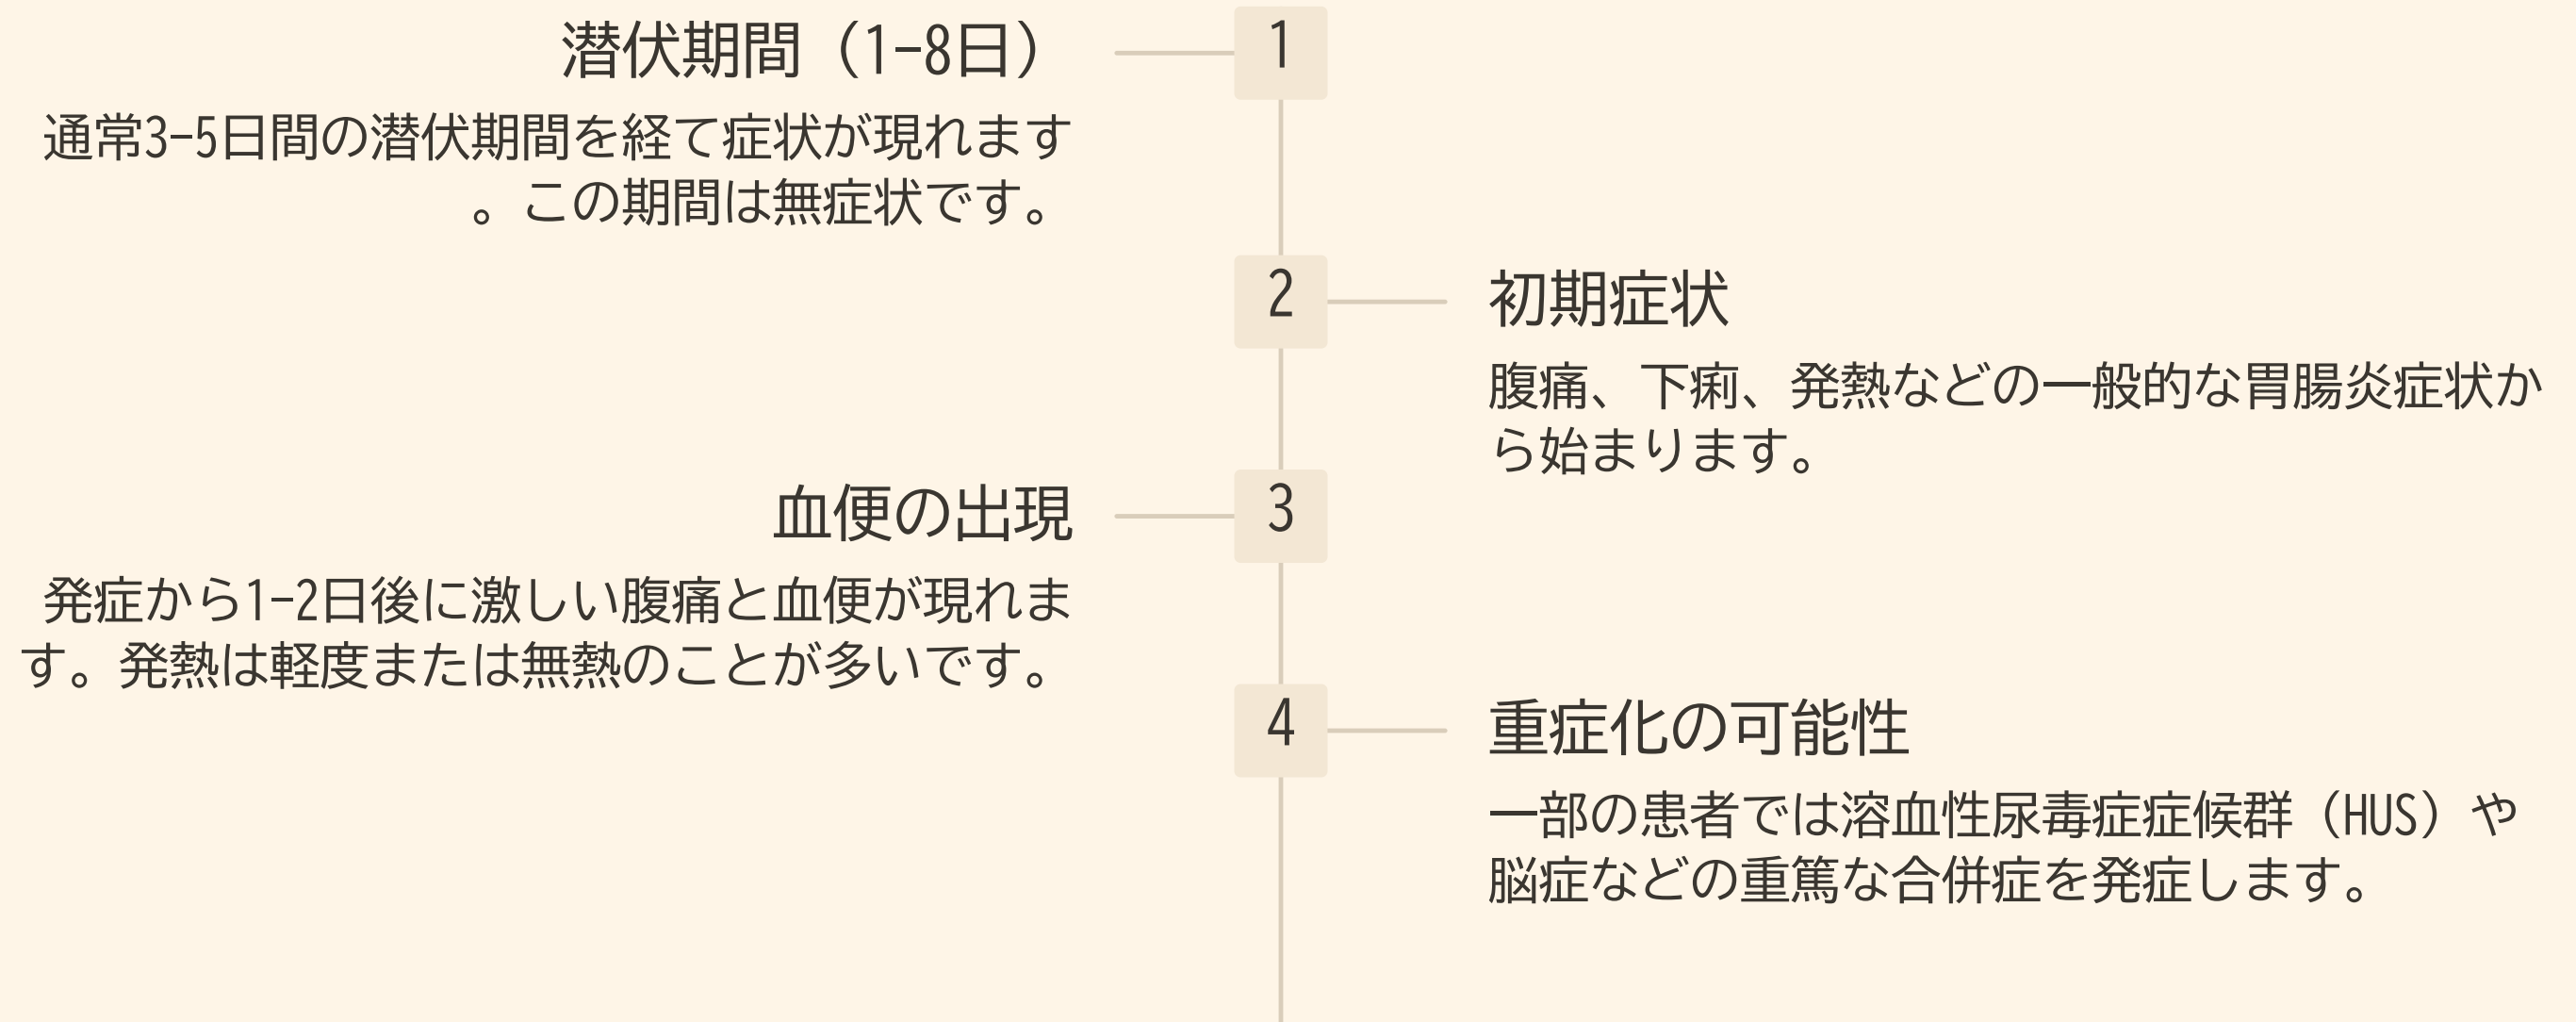 潜伏期間（1-8日）
1
通常3-5日間の潜伏期間を経て症状が現れます
。この期間は無症状です。
2
初期症状
腹痛、下痢、発熱などの一般的な胃腸炎症状か
ら始まります。
血便の出現
3
発症から1-2日後に激しい腹痛と血便が現れま
す。発熱は軽度または無熱のことが多いです。
4
重症化の可能性
一部の患者では溶血性尿毒症症候群（HUS）や
脳症などの重篤な合併症を発症します。